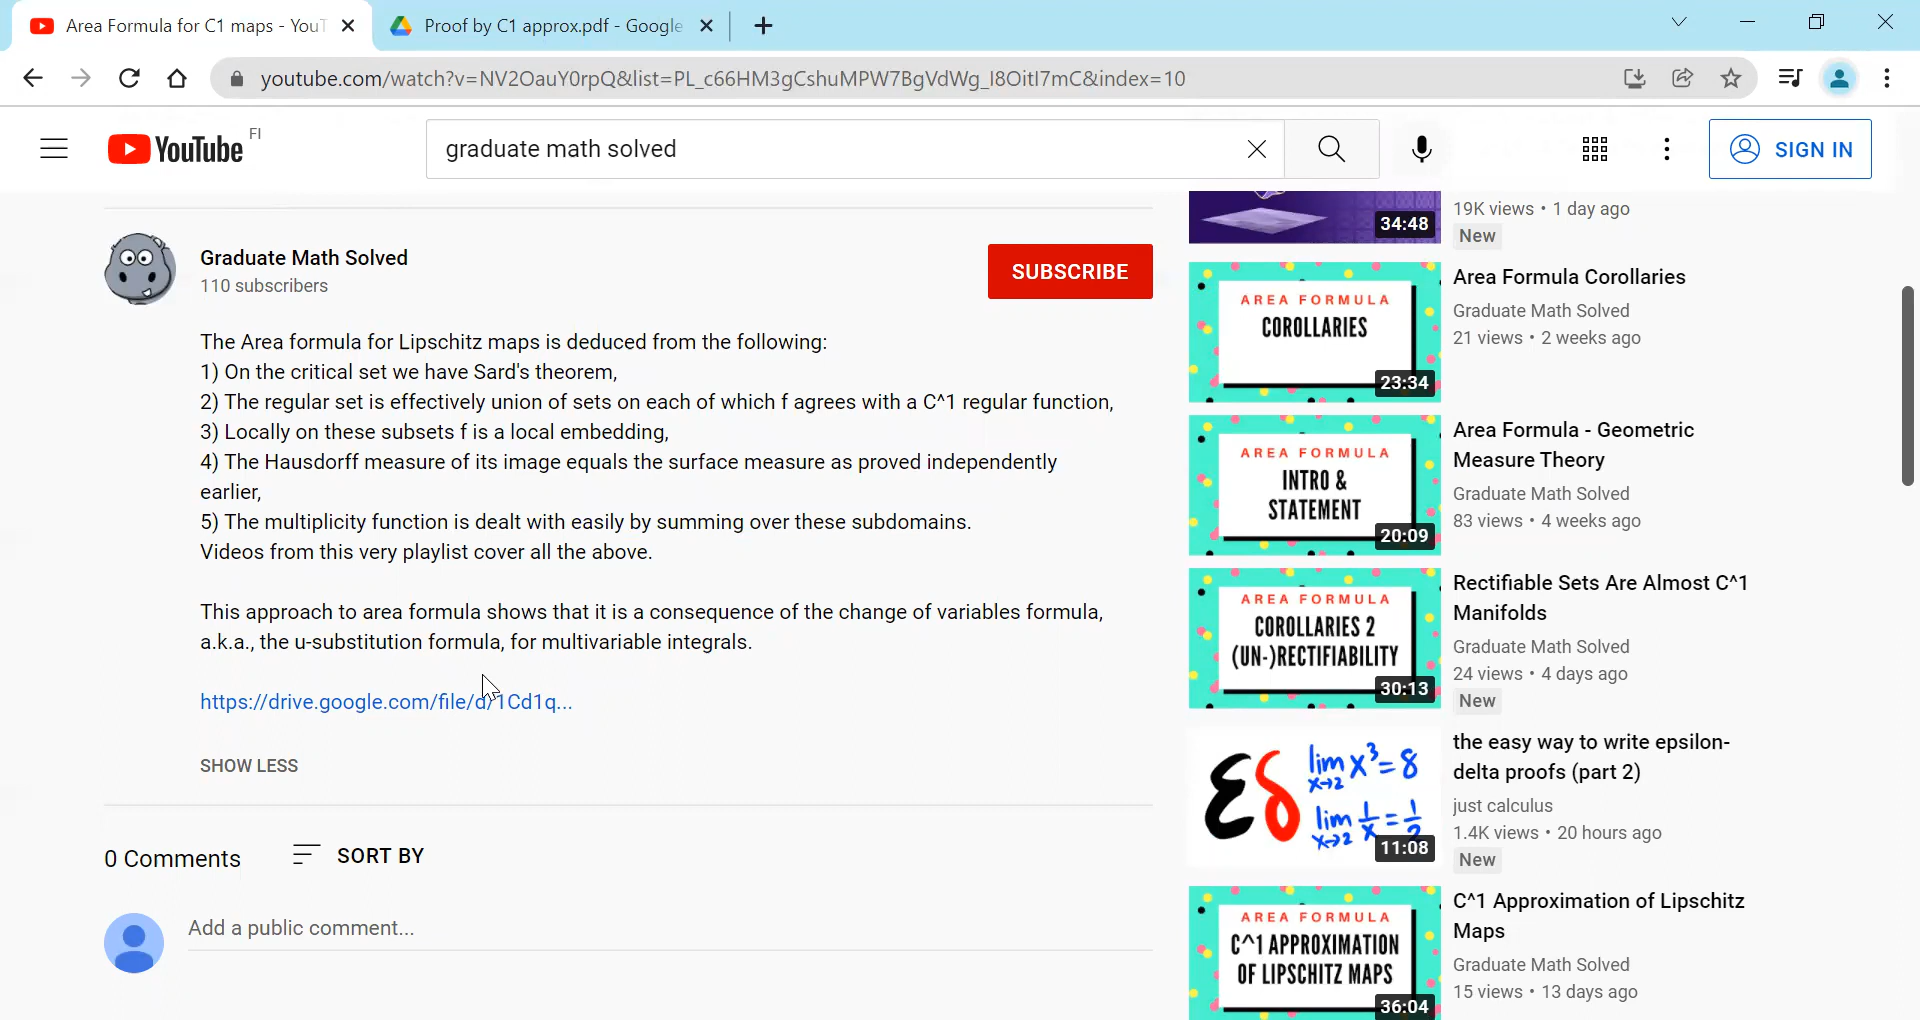 Area Formula for C1 maps - YouT
Proof by C1 approx.pdf - Google
youtube.com/watch?v=NV2OauY0rpQ&list=PL_c66HM3gCshuMPW7BgVdWg_I8OitI7mC&index=10
YouTube FI
graduate math solved
SIGN IN
Graduate Math Solved
110 subscribers
SUBSCRIBE
The Area formula for Lipschitz maps is deduced from the following:
1) On the critical set we have Sard's theorem,
2) The regular set is effectively union of sets on each of which f agrees with a C^1 regular function,
3) Locally on these subsets f is a local embedding,
4) The Hausdorff measure of its image equals the surface measure as proved independently
earlier,
5) The multiplicity function is dealt with easily by summing over these subdomains.
Videos from this very playlist cover all the above.
This approach to area formula shows that it is a consequence of the change of variables formula,
a.k.a., the u-substitution formula, for multivariable integrals.
https://drive.google.com/file/d/1Cd1q...
SHOW LESS
0 Comments
SORT BY
Add a public comment...
34:48
19K views • 1 day ago
New
AREA FORMULA
COROLLARIES
23:34
Area Formula Corollaries
Graduate Math Solved
21 views • 2 weeks ago
AREA FORMULA
INTRO &
STATEMENT
20:09
Area Formula - Geometric
Measure Theory
Graduate Math Solved
83 views • 4 weeks ago
AREA FORMULA
COROLLARIES 2
(UN-)RECTIFIABILITY
30:13
Rectifiable Sets Are Almost C^1
Manifolds
Graduate Math Solved
24 views • 4 days ago
New
εδ
lim x³=8
x→2
lim 1/x = 1/2
x→2
11:08
the easy way to write epsilon-
delta proofs (part 2)
just calculus
1.4K views • 20 hours ago
New
AREA FORMULA
C^1 APPROXIMATION
OF LIPSCHITZ MAPS
36:04
C^1 Approximation of Lipschitz
Maps
Graduate Math Solved
15 views • 13 days ago